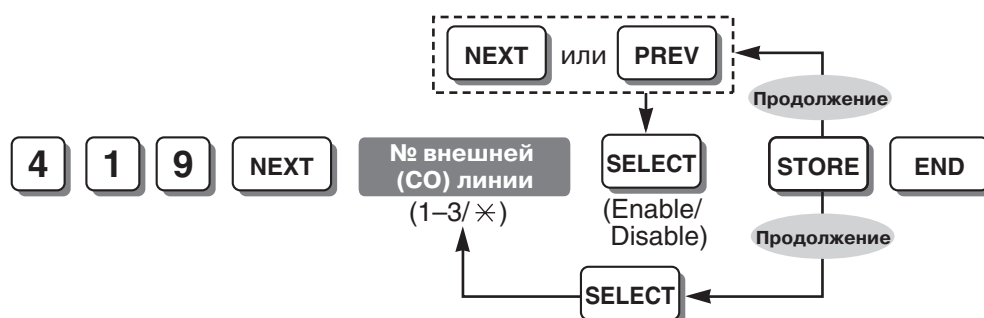 NEXT или PREV
Продолжение
4 1 9 NEXT № внешней (CO) линии SELECT STORE END
(1–3/✳) (Enable/Disable)
Продолжение
SELECT